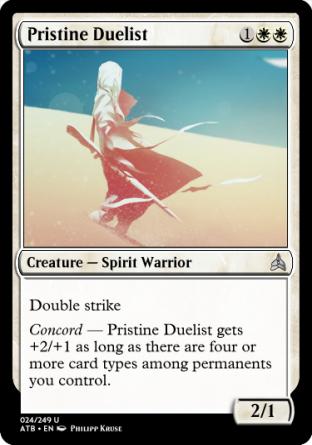 Pristine Duelist 1
Creature — Spirit Warrior
Double strike
Concord — Pristine Duelist gets
+2/+1 as long as there are four or
more card types among permanents
you control.
2/1
024/249 U
ATB • EN Philipp Kruse